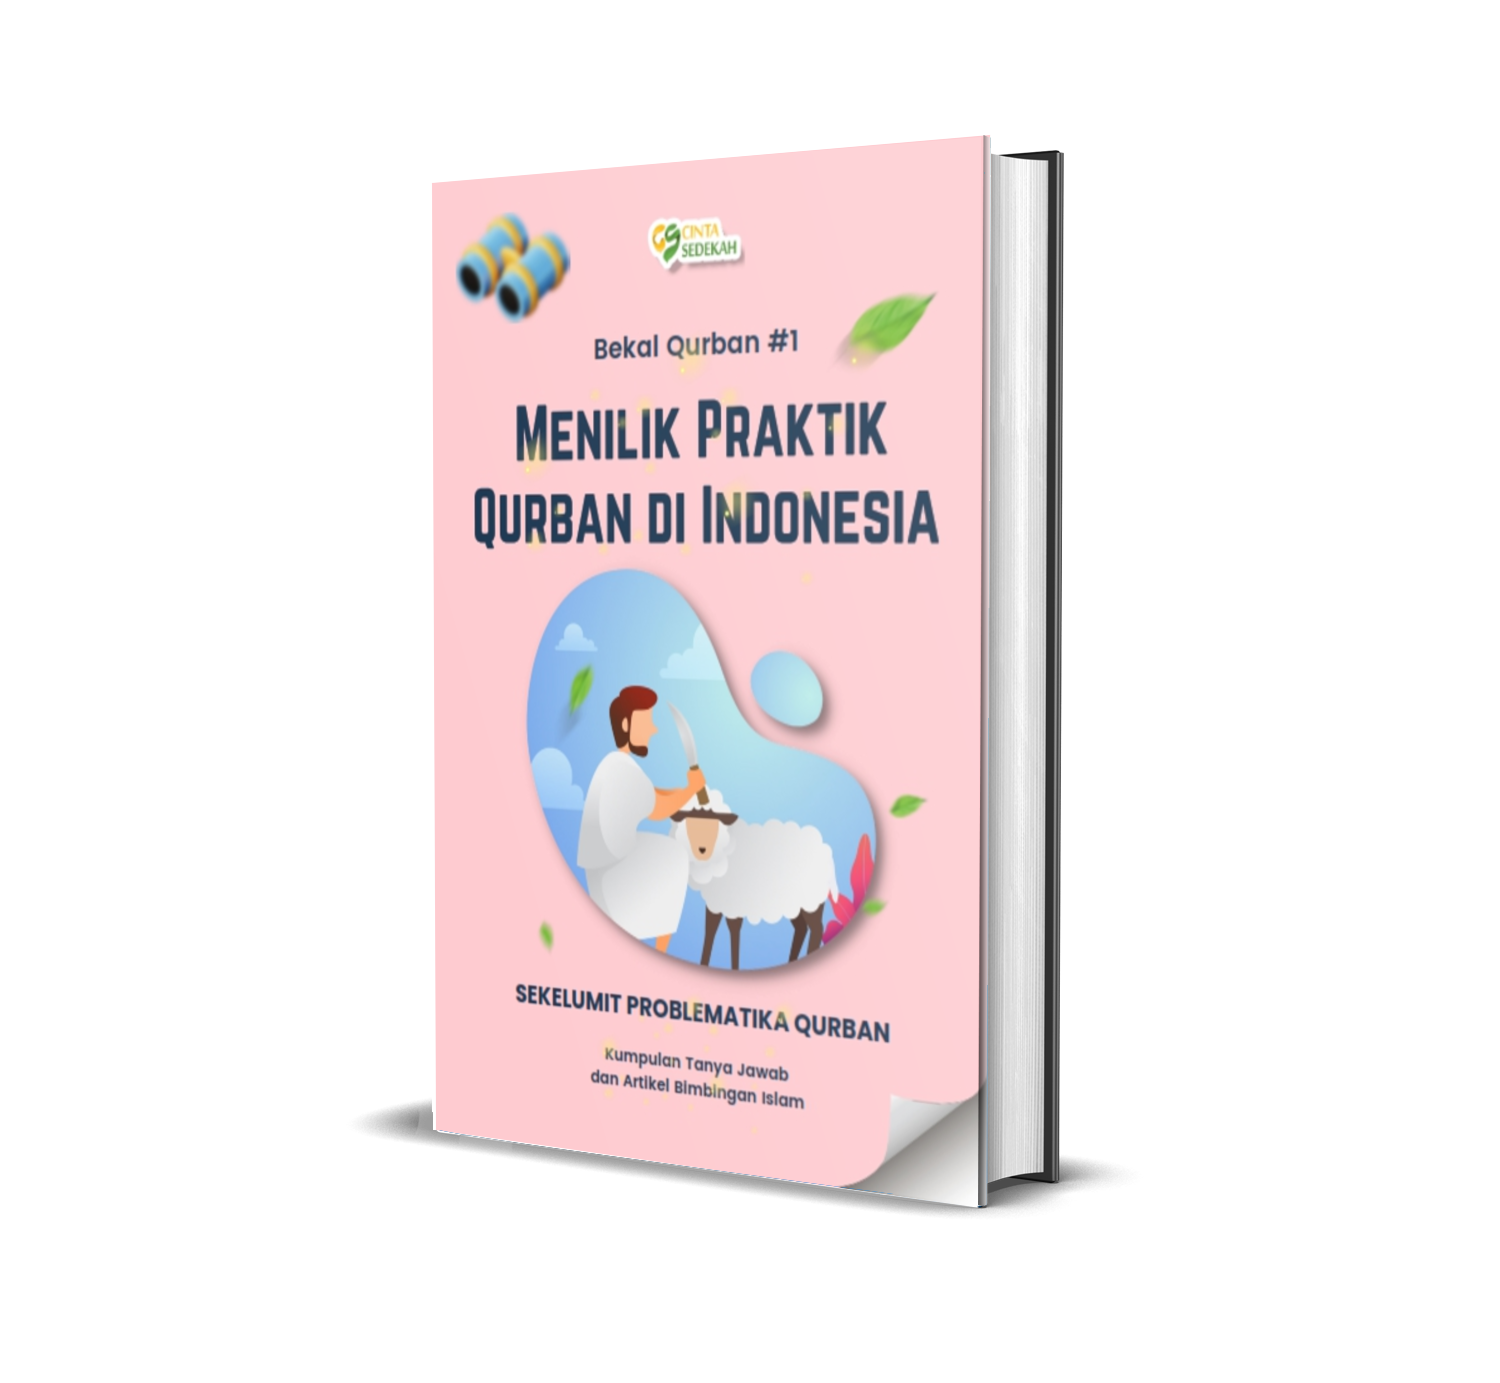 CINTA
SEDEKAH
Bekal Qurban #1
MENILIK PRAKTIK
QURBAN DI INDONESIA
SEKELUMIT PROBLEMATIKA QURBAN
Kumpulan Tanya Jawab
dan Artikel Bimbingan Islam